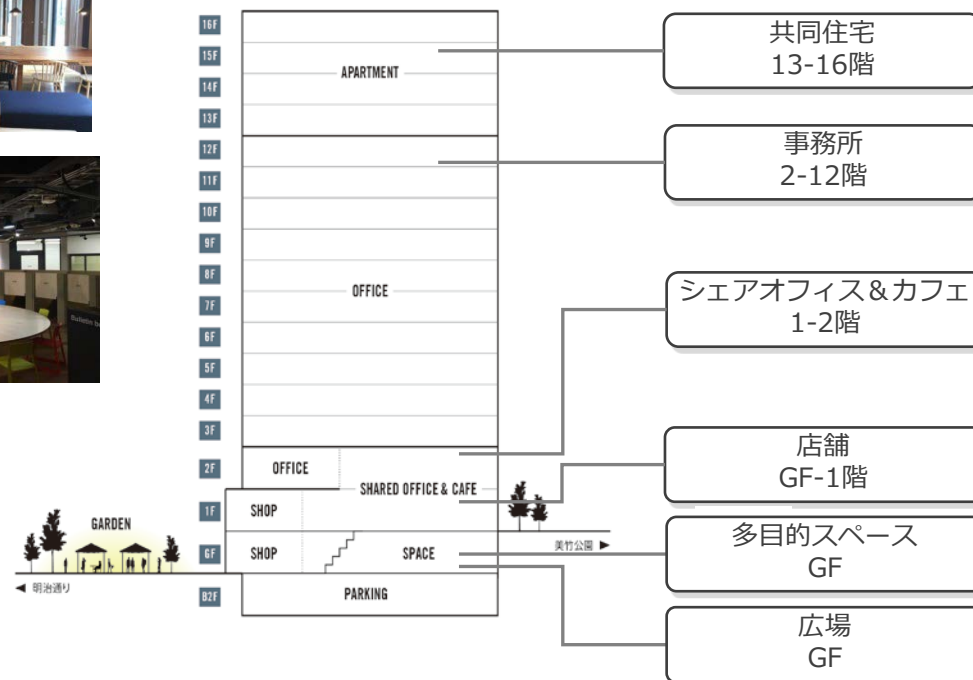 16F
15F
APARTMENT
14F
13F
12F
11F
10F
9F
8F
OFFICE
7F
6F
5F
4F
3F
2F
OFFICE
SHARED OFFICE & CAFE
1F
SHOP
GARDEN
GF
SHOP
SPACE
美竹公園 ▶
◀ 明治通り
B2F
PARKING
共同住宅
13-16階
事務所
2-12階
シェアオフィス＆カフェ
1-2階
店舗
GF-1階
多目的スペース
GF
広場
GF